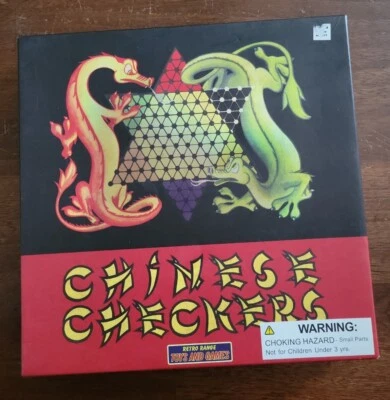 CHINESE
CHECKERS
RETRO RANGE
TOYS AND GAMES
WARNING:
CHOKING HAZARD- Small Parts
Not for Children Under 3 yrs.